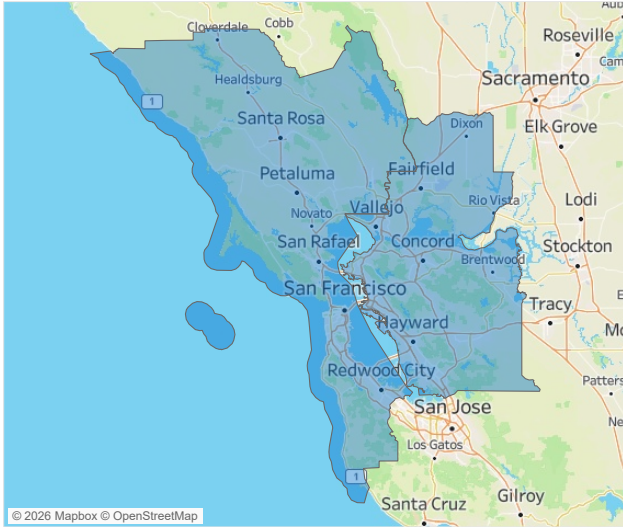 Cloverdale
Cobb
Aub
Roseville
Healdsburg
Cam
Sacramento
1
Santa Rosa
Dixon
Elk Grove
Petaluma
Fairfield
Novato
Vallejo
Rio Vista
Lodi
San Rafael
Concord
Stockton
Brentwood
San Francisco
Tracy
Hayward
Mo
Redwood City
Patters
San Jose
Ne
Los Gatos
1
Gilroy
Santa Cruz
© 2026 Mapbox © OpenStreetMap